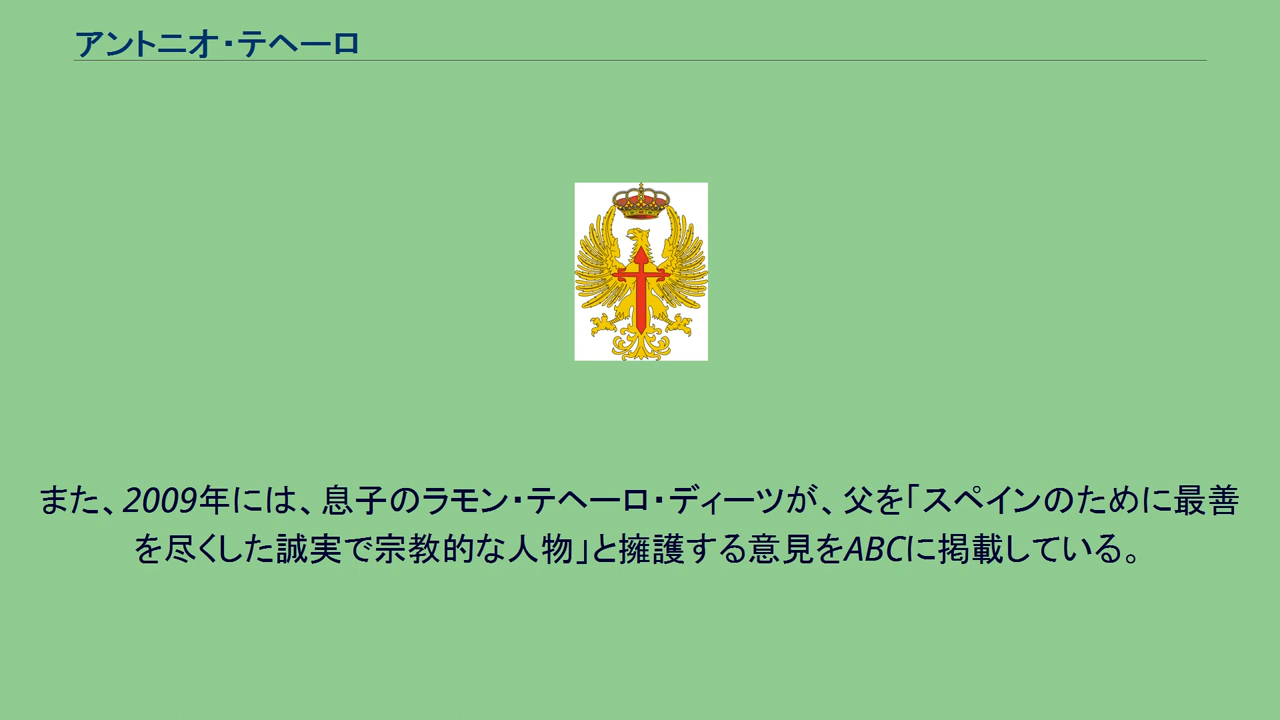 アントニオ・テヘーロ
また、2009年には、息子のラモン・テヘーロ・ディーツが、父を「スペインのために最善
を尽くした誠実で宗教的な人物」と擁護する意見をABCに掲載している。